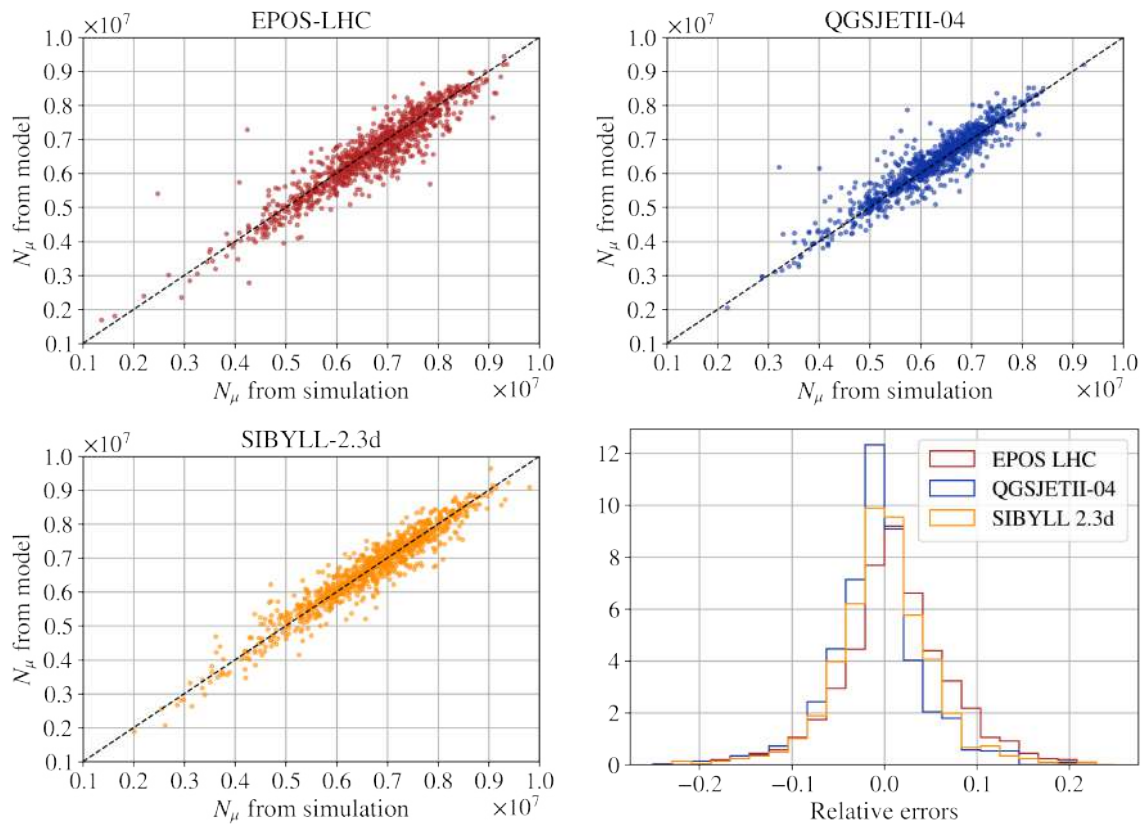 EPOS-LHC
×10⁷
1.0
0.9
0.8
0.7
0.6
0.5
0.4
0.3
0.2
0.1
N_μ from model
0.1 0.2 0.3 0.4 0.5 0.6 0.7 0.8 0.9 1.0
N_μ from simulation
×10⁷
QGSJETII-04
×10⁷
1.0
0.9
0.8
0.7
0.6
0.5
0.4
0.3
0.2
0.1
N_μ from model
0.1 0.2 0.3 0.4 0.5 0.6 0.7 0.8 0.9 1.0
N_μ from simulation
×10⁷
SIBYLL-2.3d
×10⁷
1.0
0.9
0.8
0.7
0.6
0.5
0.4
0.3
0.2
0.1
N_μ from model
0.1 0.2 0.3 0.4 0.5 0.6 0.7 0.8 0.9 1.0
N_μ from simulation
×10⁷
EPOS LHC
QGSJETII-04
SIBYLL 2.3d
12
10
8
6
4
2
0
−0.2 −0.1 0.0 0.1 0.2
Relative errors